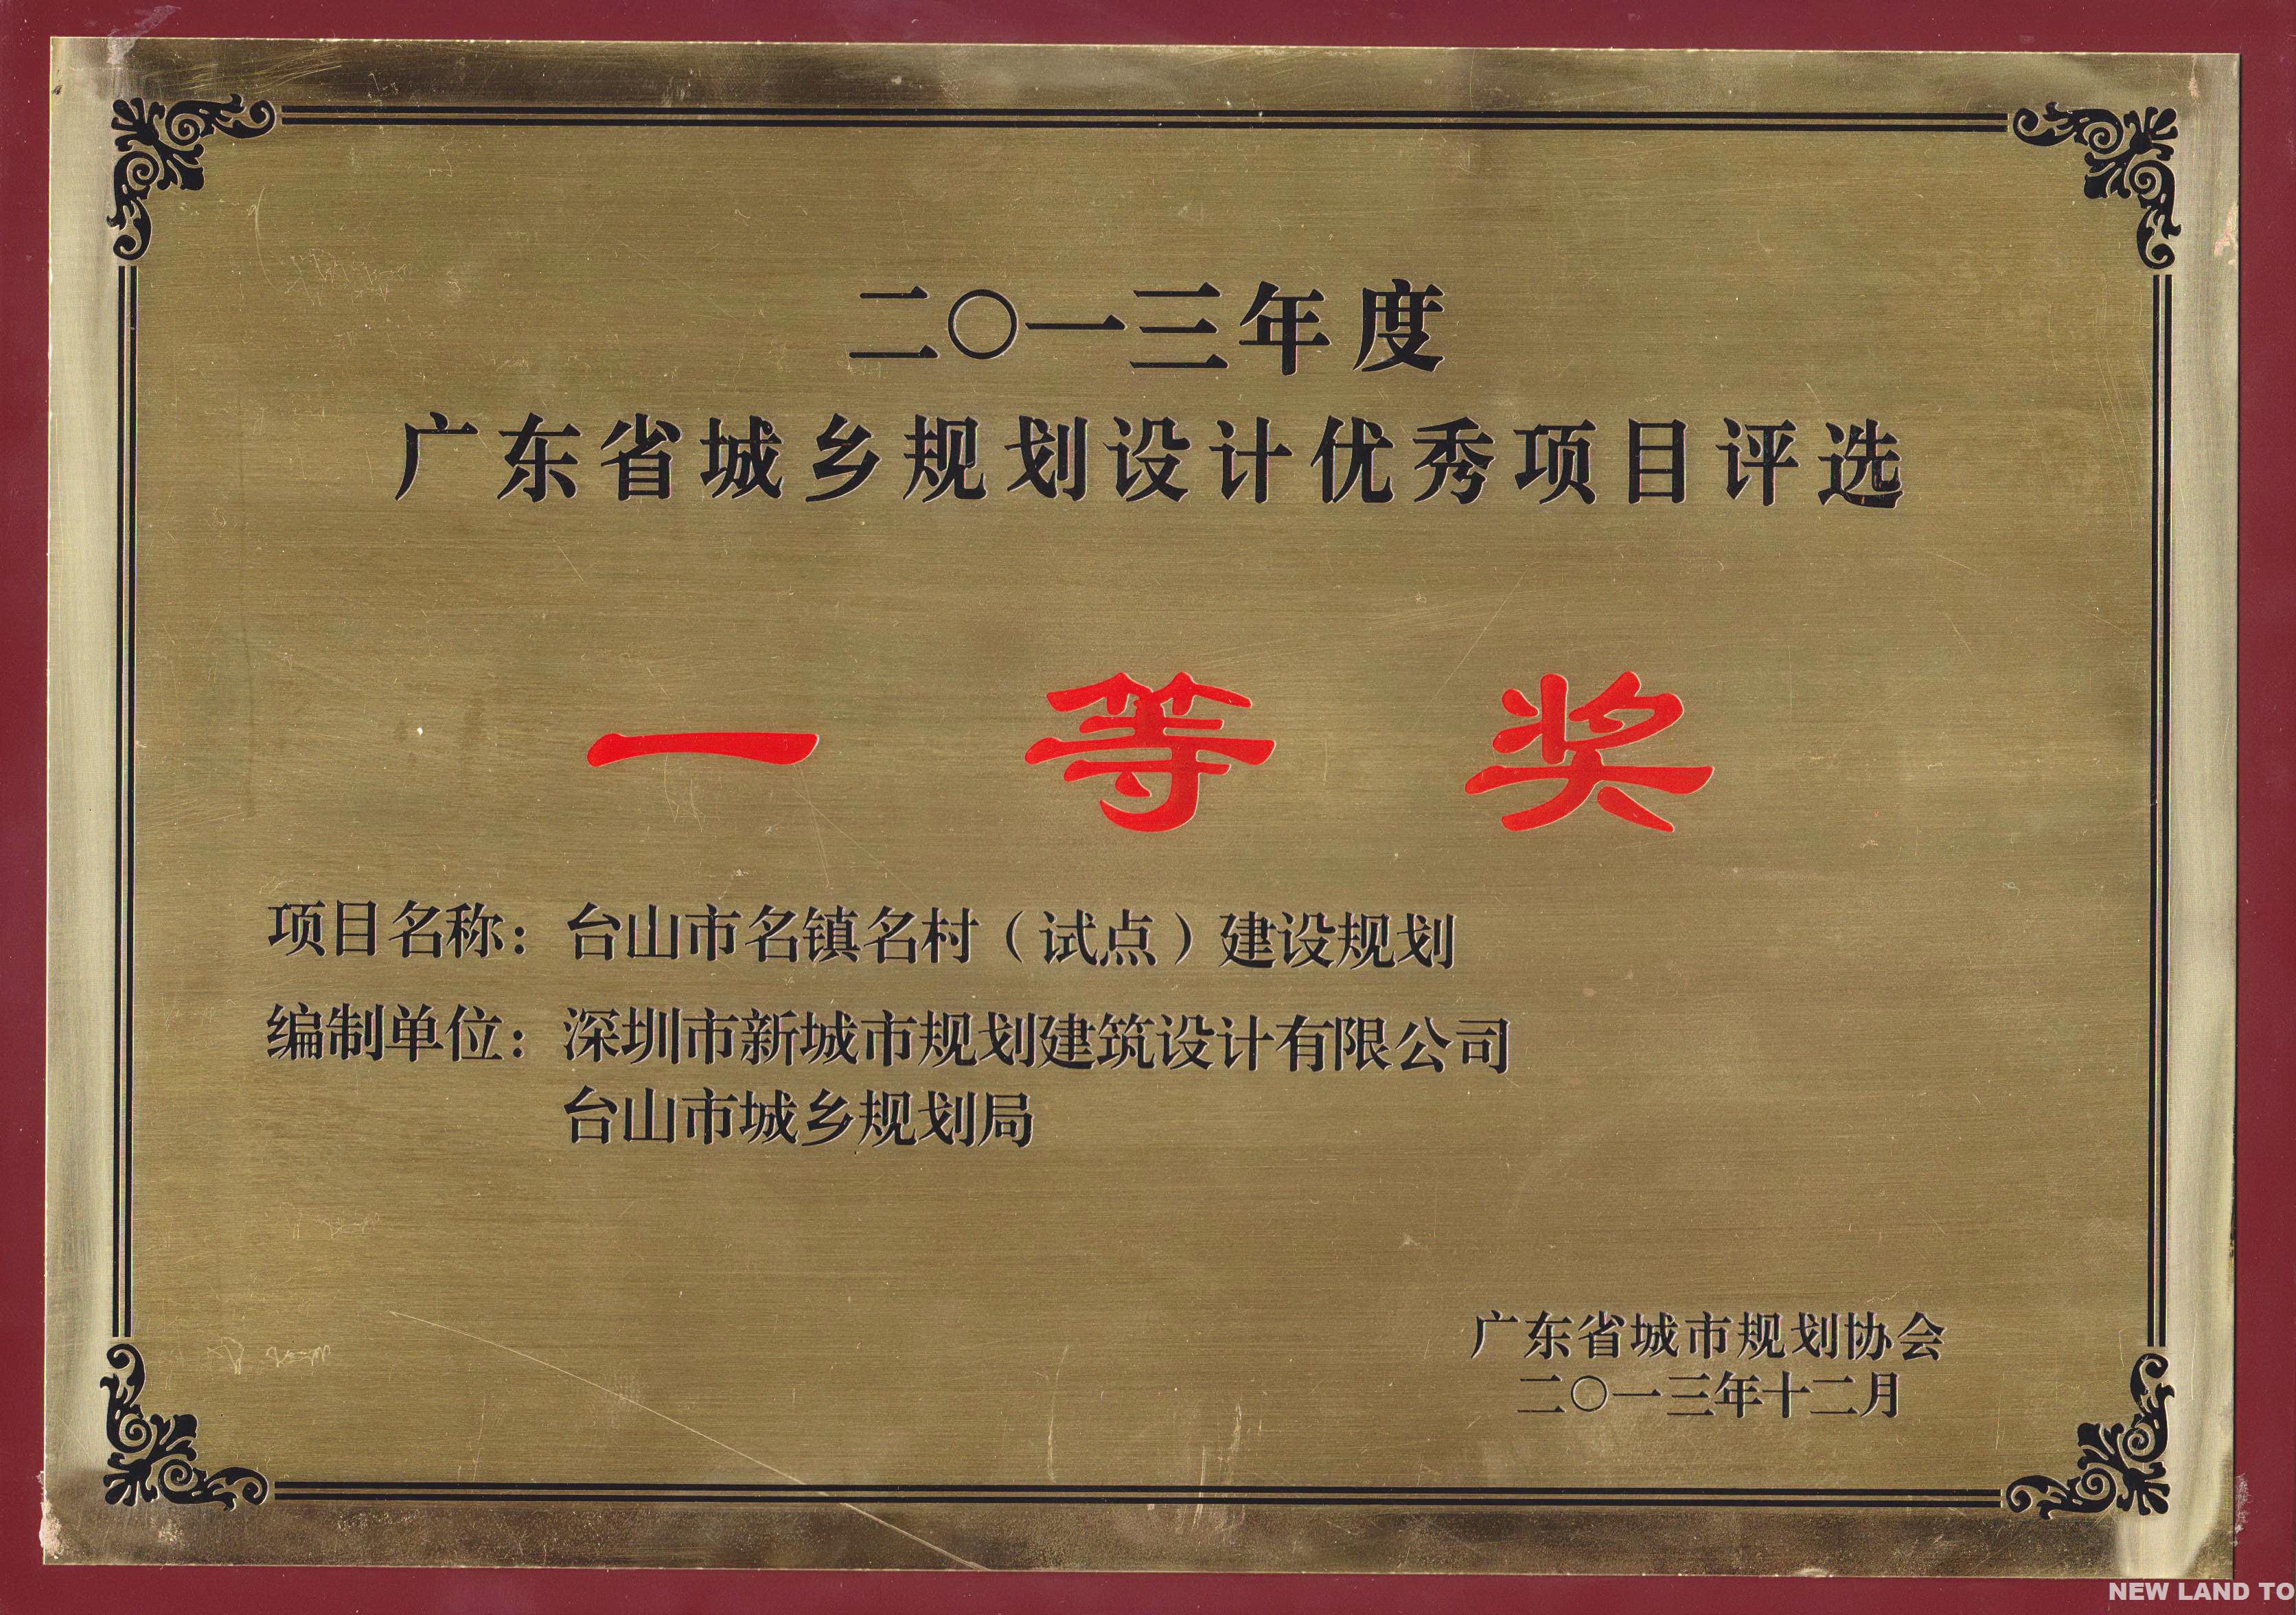 二〇一三年度
广东省城乡规划设计优秀项目评选
一等奖
项目名称：台山市名镇名村（试点）建设规划
编制单位：深圳市新城市规划建筑设计有限公司
台山市城乡规划局
广东省城市规划协会
二〇一三年十二月
NEW LAND TO